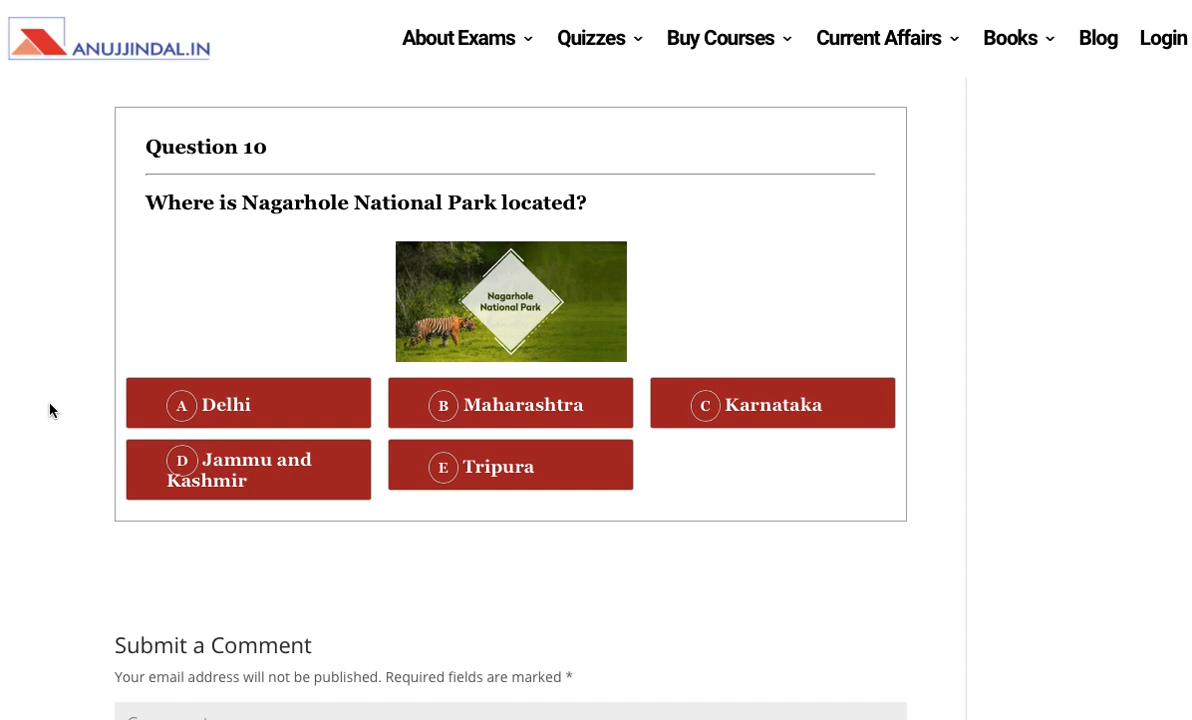 ANUJJINDAL.IN
About Exams Quizzes Buy Courses Current Affairs Books Blog Login
Question 10
Where is Nagarhole National Park located?
Nagarhole
National Park
A Delhi
B Maharashtra
C Karnataka
D Jammu and
Kashmir
E Tripura
Submit a Comment
Your email address will not be published. Required fields are marked *